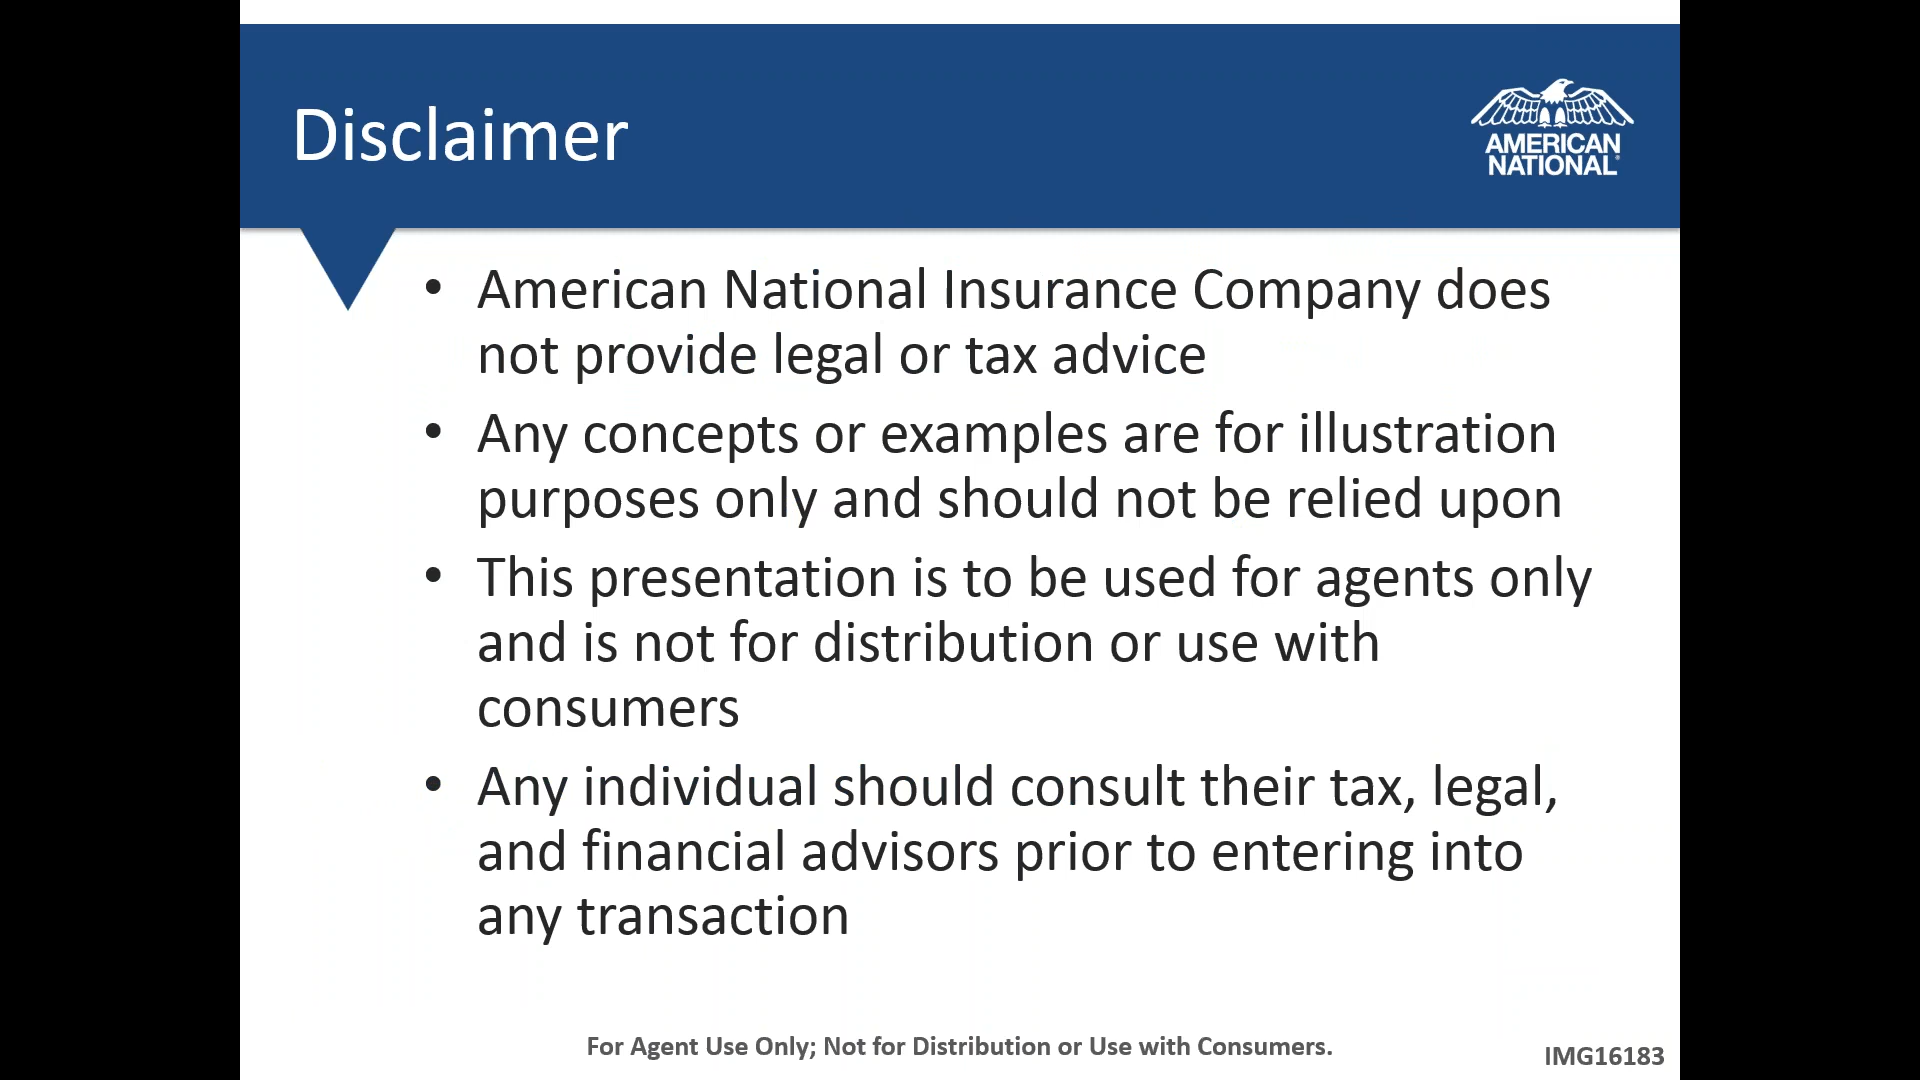 Disclaimer
AMERICAN
NATIONAL®
• American National Insurance Company does
not provide legal or tax advice
• Any concepts or examples are for illustration
purposes only and should not be relied upon
• This presentation is to be used for agents only
and is not for distribution or use with
consumers
• Any individual should consult their tax, legal,
and financial advisors prior to entering into
any transaction
For Agent Use Only; Not for Distribution or Use with Consumers.
IMG16183